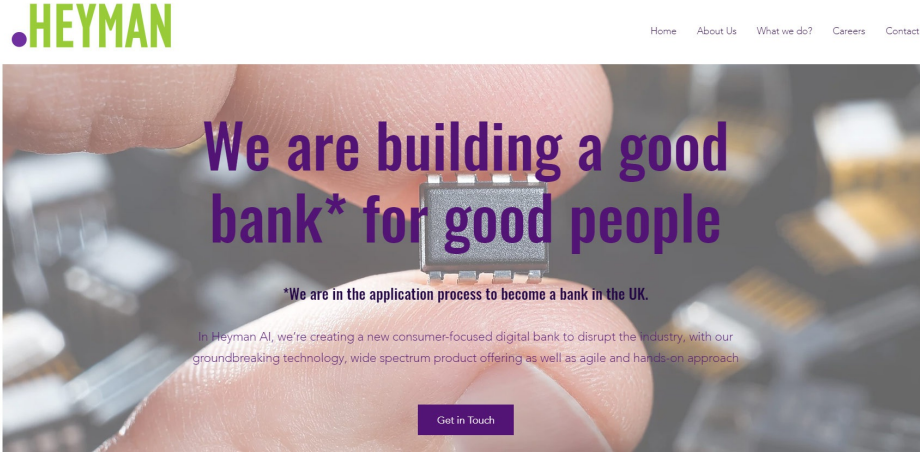 .HEYMAN
Home About Us What we do? Careers Contact
We are building a good
bank* for good people
*We are in the application process to become a bank in the UK.
In Heyman AI, we're creating a new consumer-focused digital bank to disrupt the industry, with our
groundbreaking technology, wide spectrum product offering as well as agile and hands-on approach.
Get in Touch